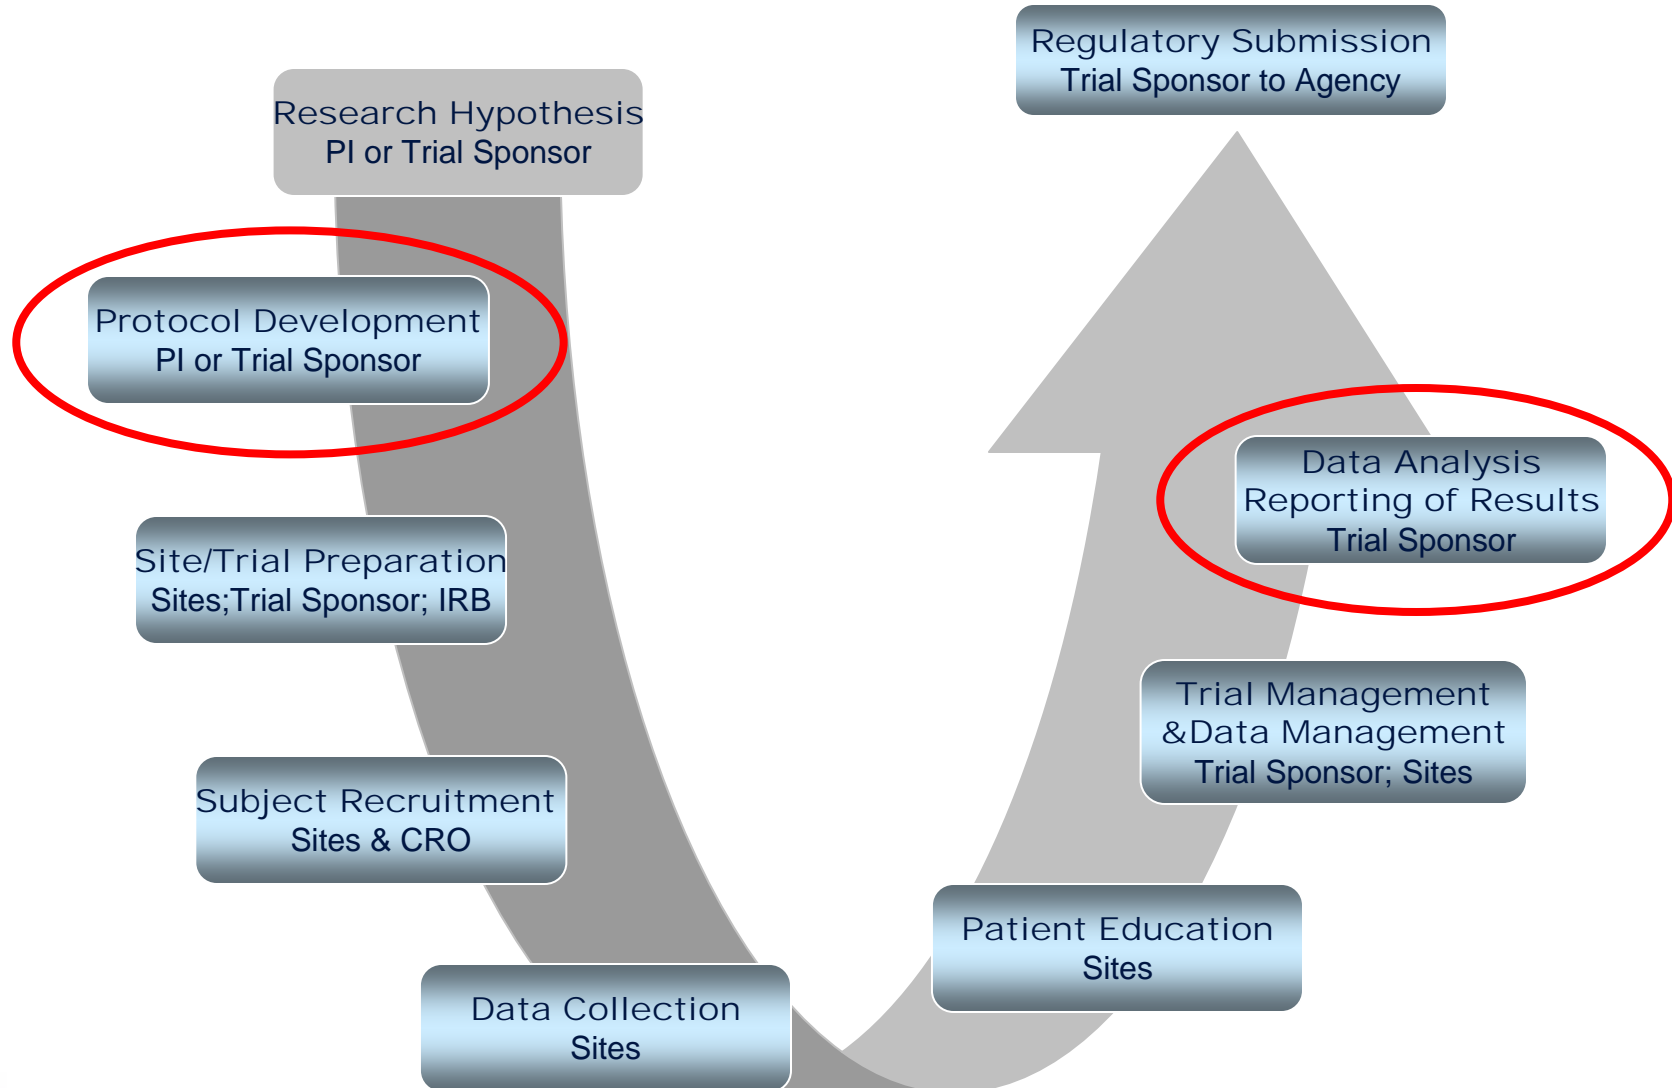 Research Hypothesis
PI or Trial Sponsor
Protocol Development
PI or Trial Sponsor
Site/Trial Preparation
Sites;Trial Sponsor; IRB
Subject Recruitment
Sites & CRO
Data Collection
Sites
Patient Education
Sites
Trial Management
&Data Management
Trial Sponsor; Sites
Data Analysis
Reporting of Results
Trial Sponsor
Regulatory Submission
Trial Sponsor to Agency